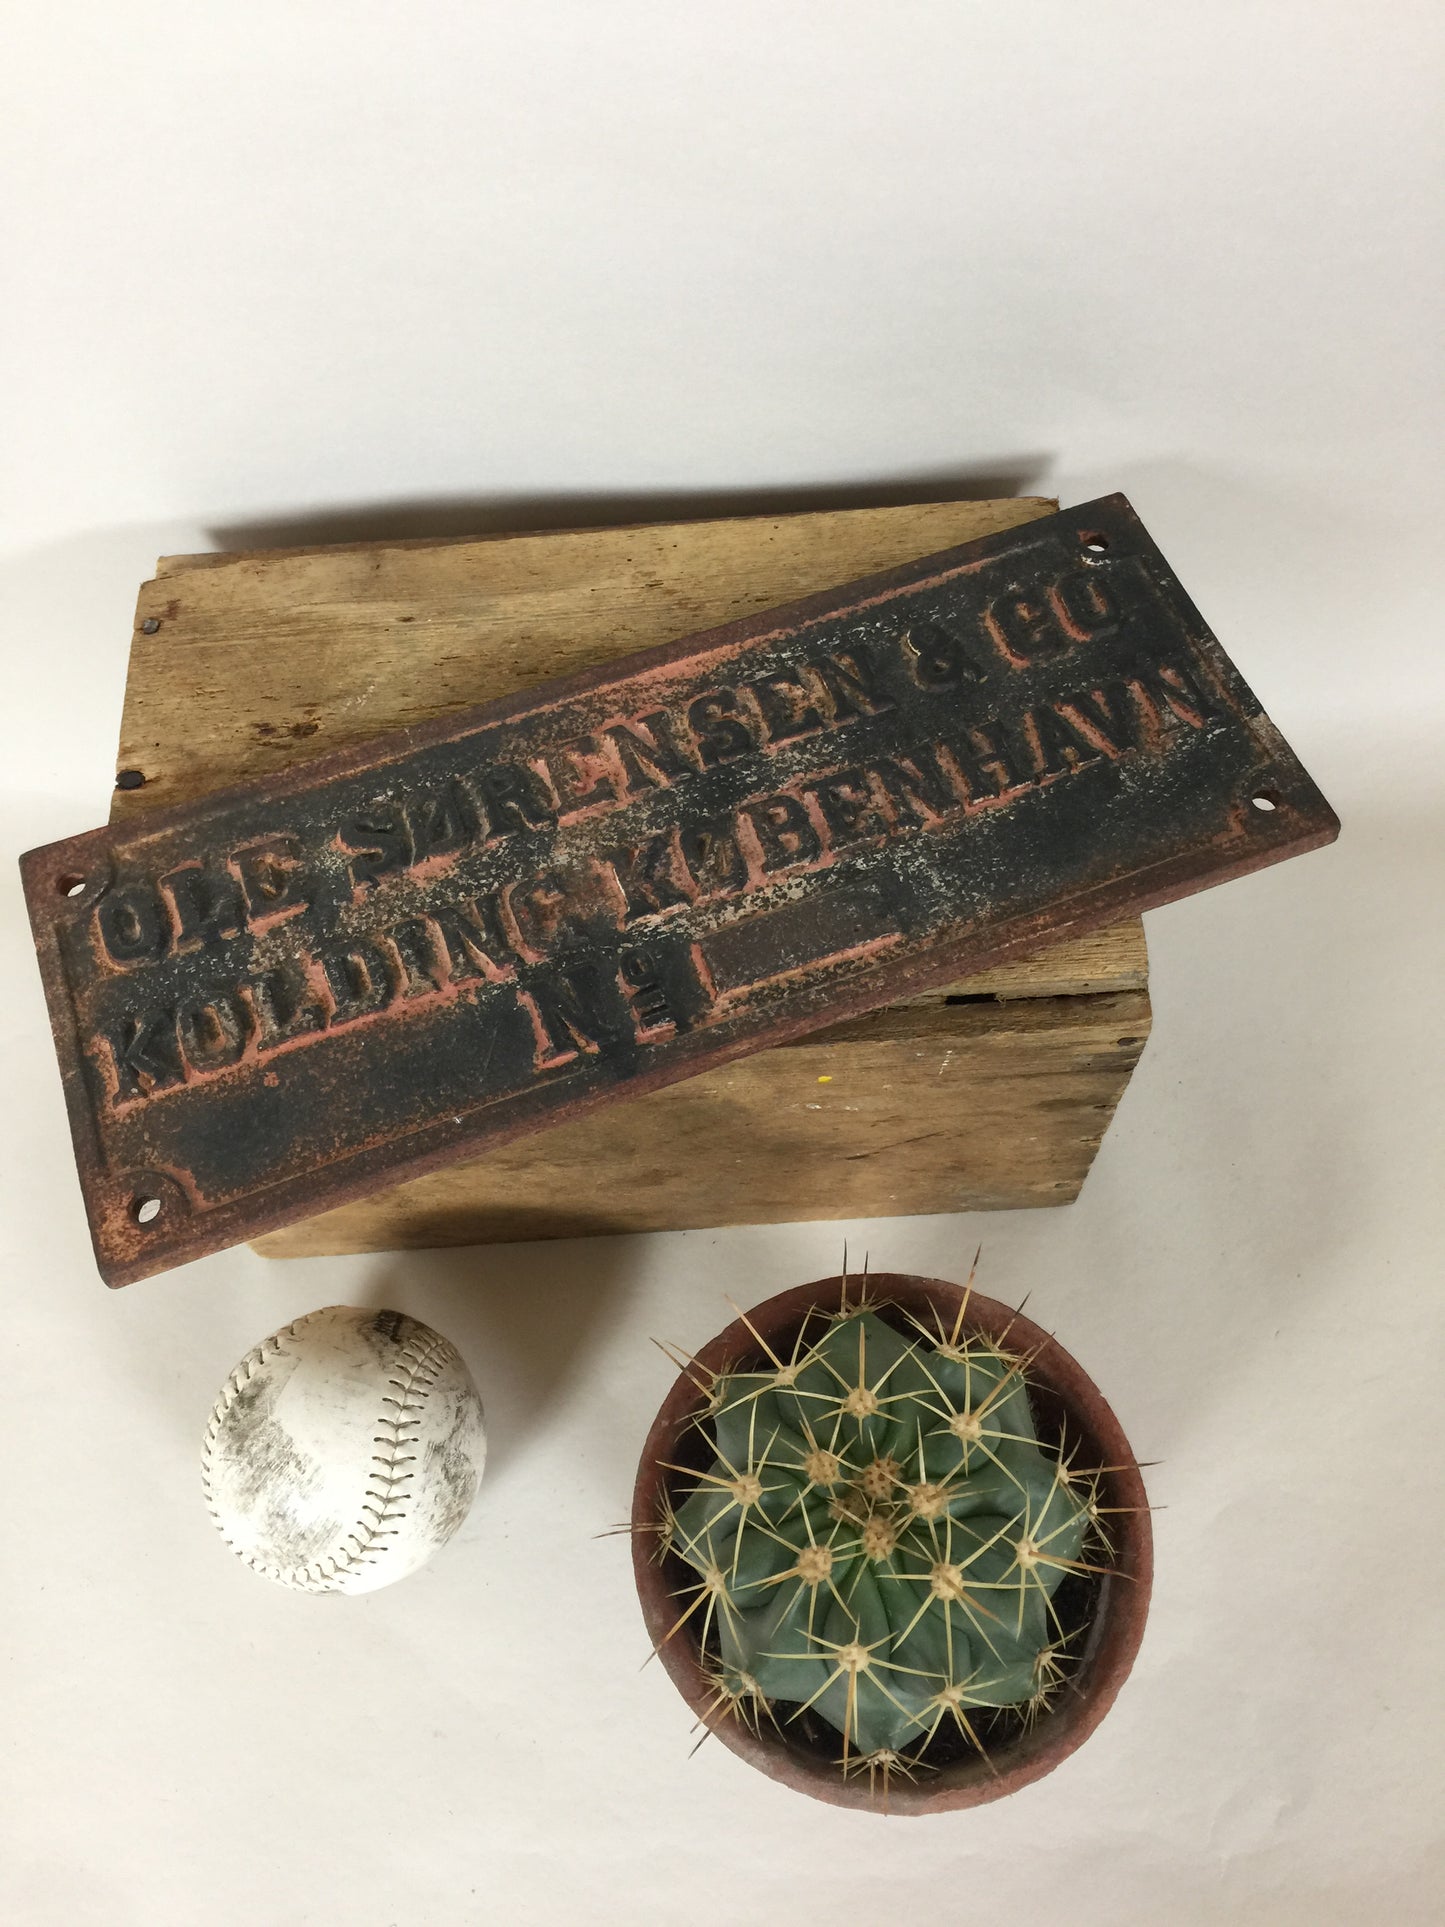 OLE SØRENSEN & CO
KOLDING KØBENHAVN
No